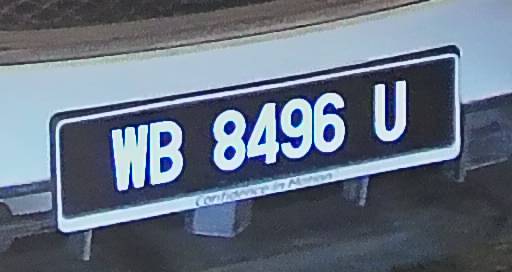 WB 8496 U
Confidence in Motion